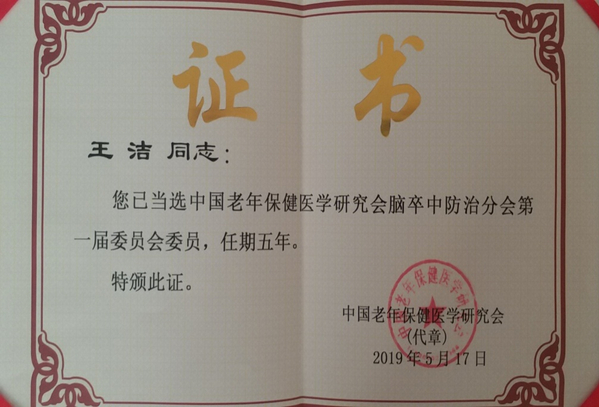 证 书
王 洁 同志：
您已当选中国老年保健医学研究会脑卒中防治分会第
一届委员会委员，任期五年。
特颁此证。
中国老年保健医学研究会
(代章)
2019年5月17日